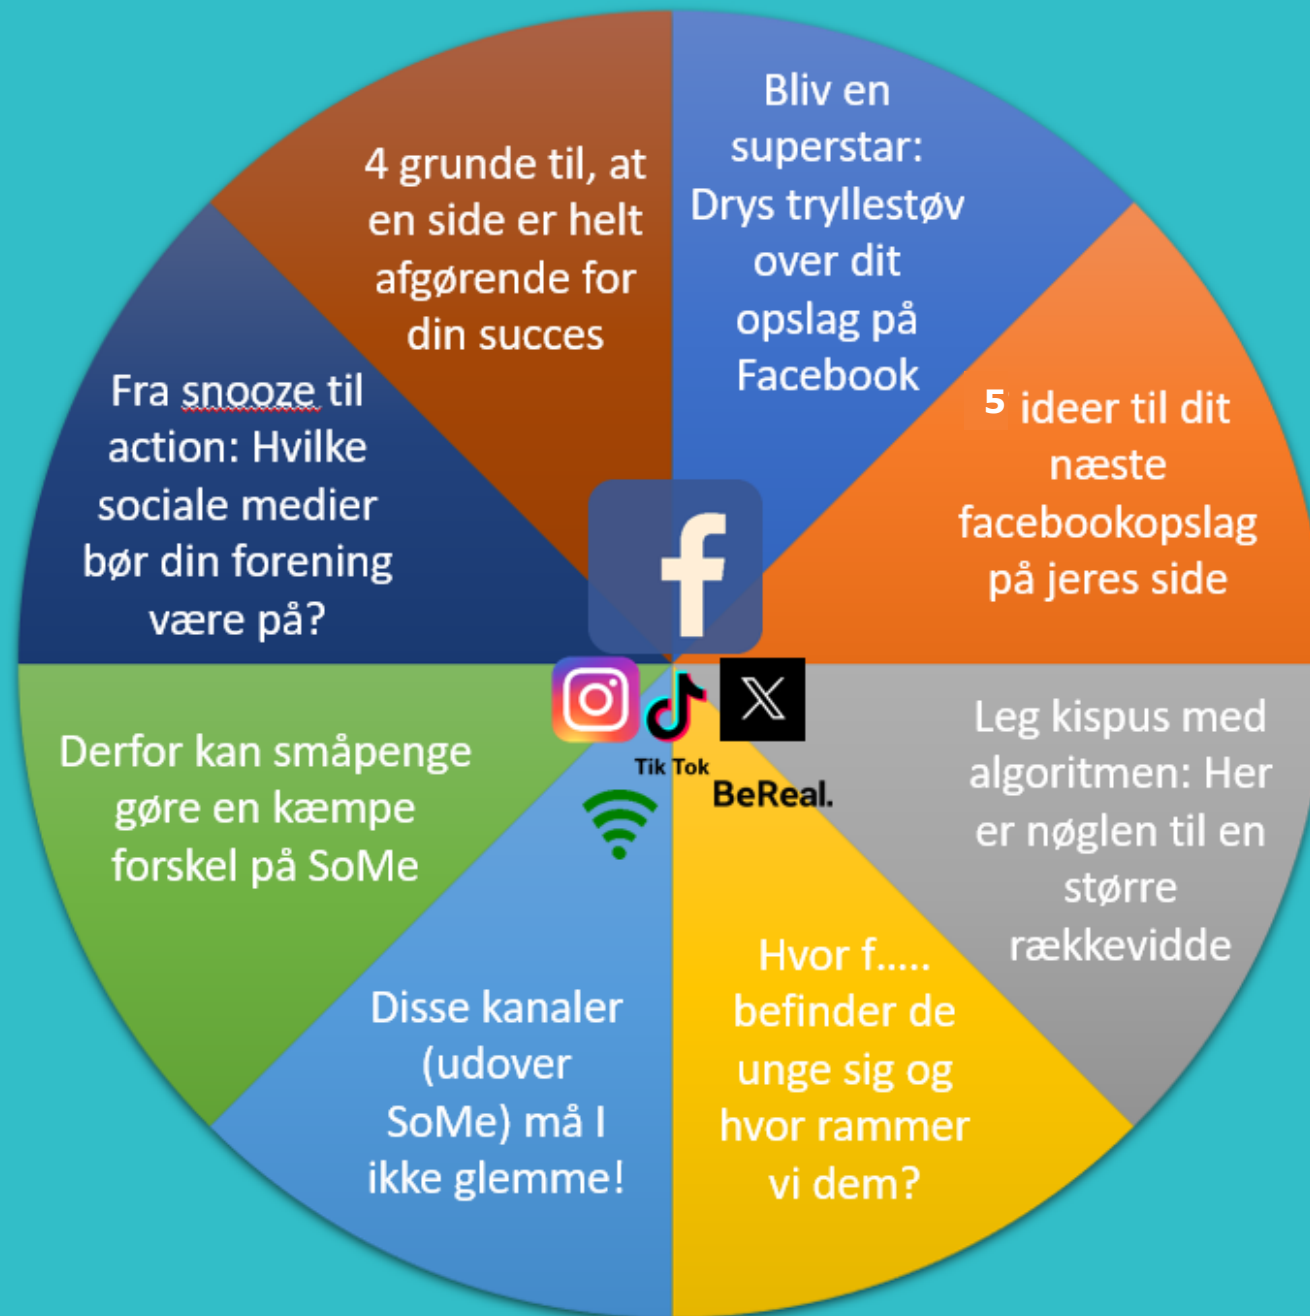 Bliv en
superstar:
Drys tryllestøv
over dit
opslag på
Facebook
5 ideer til dit
næste
facebookopslag
på jeres side
Leg kispus med
algoritmen: Her
er nøglen til en
større
rækkevidde
Hvor f.....
befinder de
unge sig og
hvor rammer
vi dem?
Disse kanaler
(udover
SoMe) må I
ikke glemme!
Derfor kan småpenge
gøre en kæmpe
forskel på SoMe
Fra snooze til
action: Hvilke
sociale medier
bør din forening
være på?
4 grunde til, at
en side er helt
afgørende for
din succes
f
X
Tik Tok
BeReal.